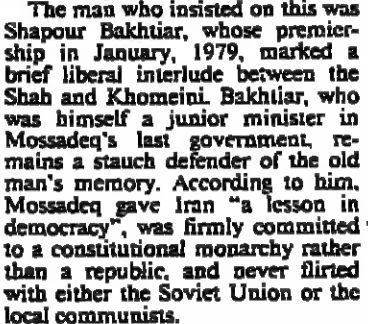 The man who insisted on this was
Shapour Bakhtiar, whose premier-
ship in January, 1979, marked a
brief liberal interlude between the
Shah and Khomeini. Bakhtiar, who
was himself a junior minister in
Mossadeq's last government, re-
mains a stauch defender of the old
man's memory. According to him,
Mossadeq gave Iran "a lesson in
democracy", was firmly committed
to a constitutional monarchy rather
than a republic, and never flirted
with either the Soviet Union or the
local communists.